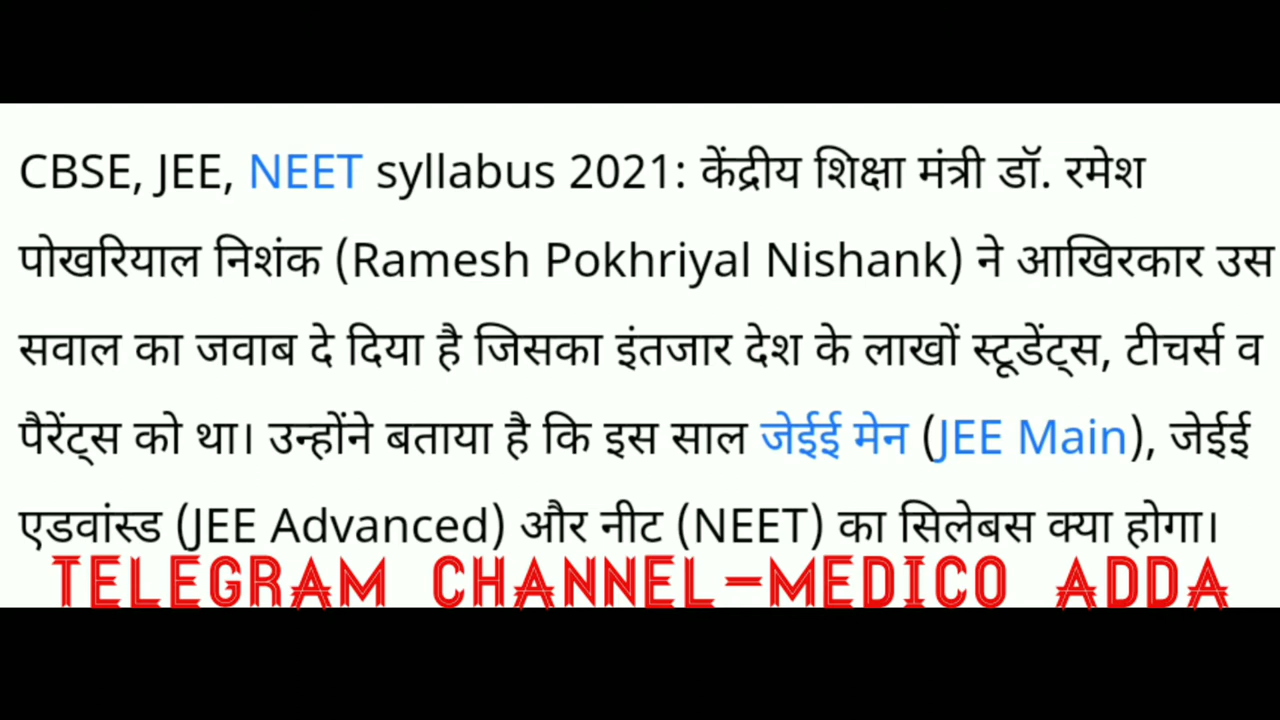 CBSE, JEE, NEET syllabus 2021: केंद्रीय शिक्षा मंत्री डॉ. रमेश
पोखरियाल निशंक (Ramesh Pokhriyal Nishank) ने आखिरकार उस
सवाल का जवाब दे दिया है जिसका इंतजार देश के लाखों स्टूडेंट्स, टीचर्स व
पैरेंट्स को था। उन्होंने बताया है कि इस साल जेईई मेन (JEE Main), जेईई
एडवांस्ड (JEE Advanced) और नीट (NEET) का सिलेबस क्या होगा।
TELEGRAM CHANNEL-MEDICO ADDA